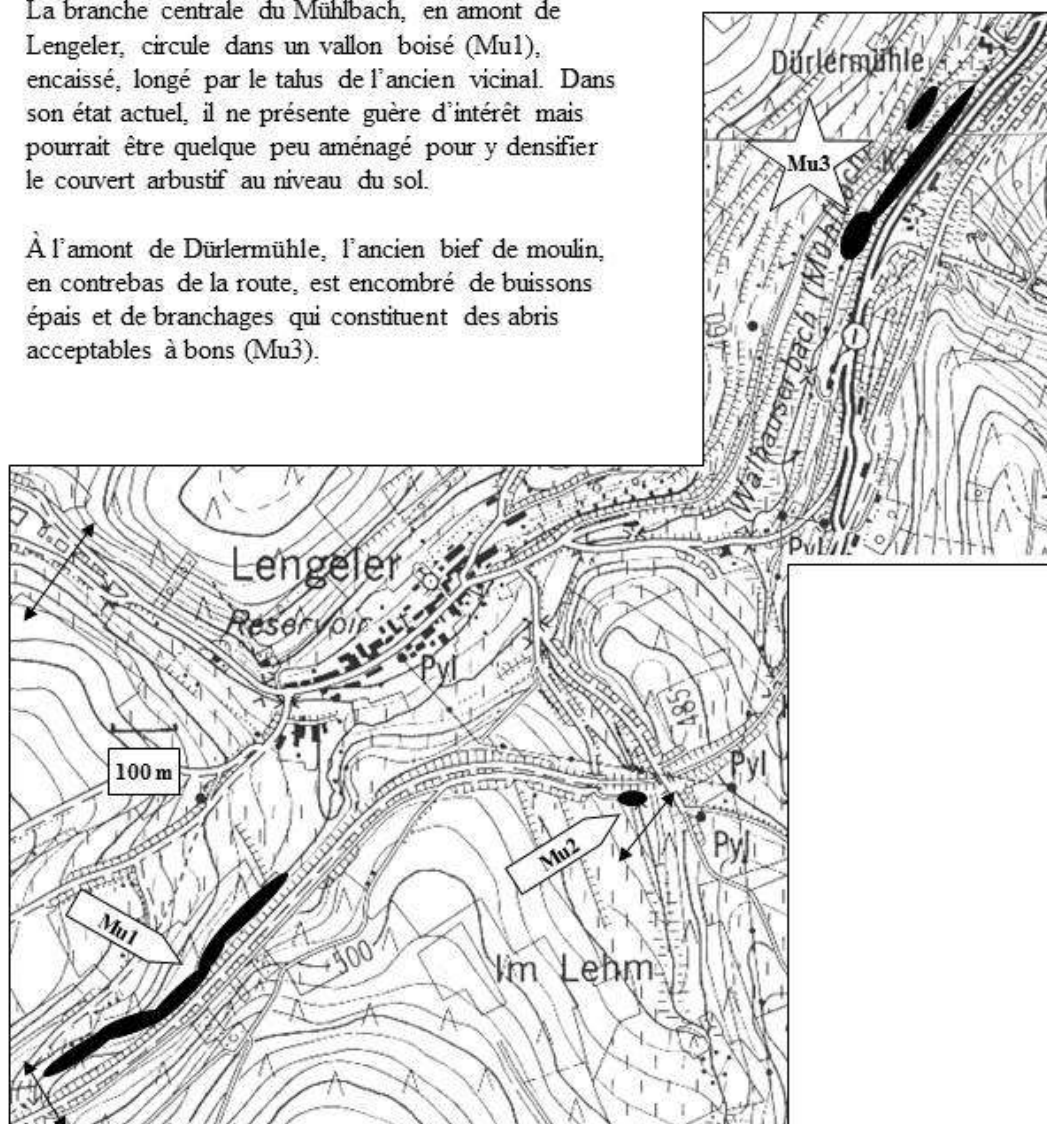 La branche centrale du Mühlbach, en amont de
Lengeler, circule dans un vallon boisé (Mu1),
encaissé, longé par le talus de l'ancien vicinal. Dans
son état actuel, il ne présente guère d'intérêt mais
pourrait être quelque peu aménagé pour y densifier
le couvert arbustif au niveau du sol.
À l'amont de Dürlermühle, l'ancien bief de moulin,
en contrebas de la route, est encombré de buissons
épais et de branchages qui constituent des abris
acceptables à bons (Mu3).
Dürlermühle
Mu3
Walhauserbach
Lengeler
Réservoir
Pyl
Pyl
485
Pyl
Pyl
100 m
Mu2
Mu1
500
Im Lehm